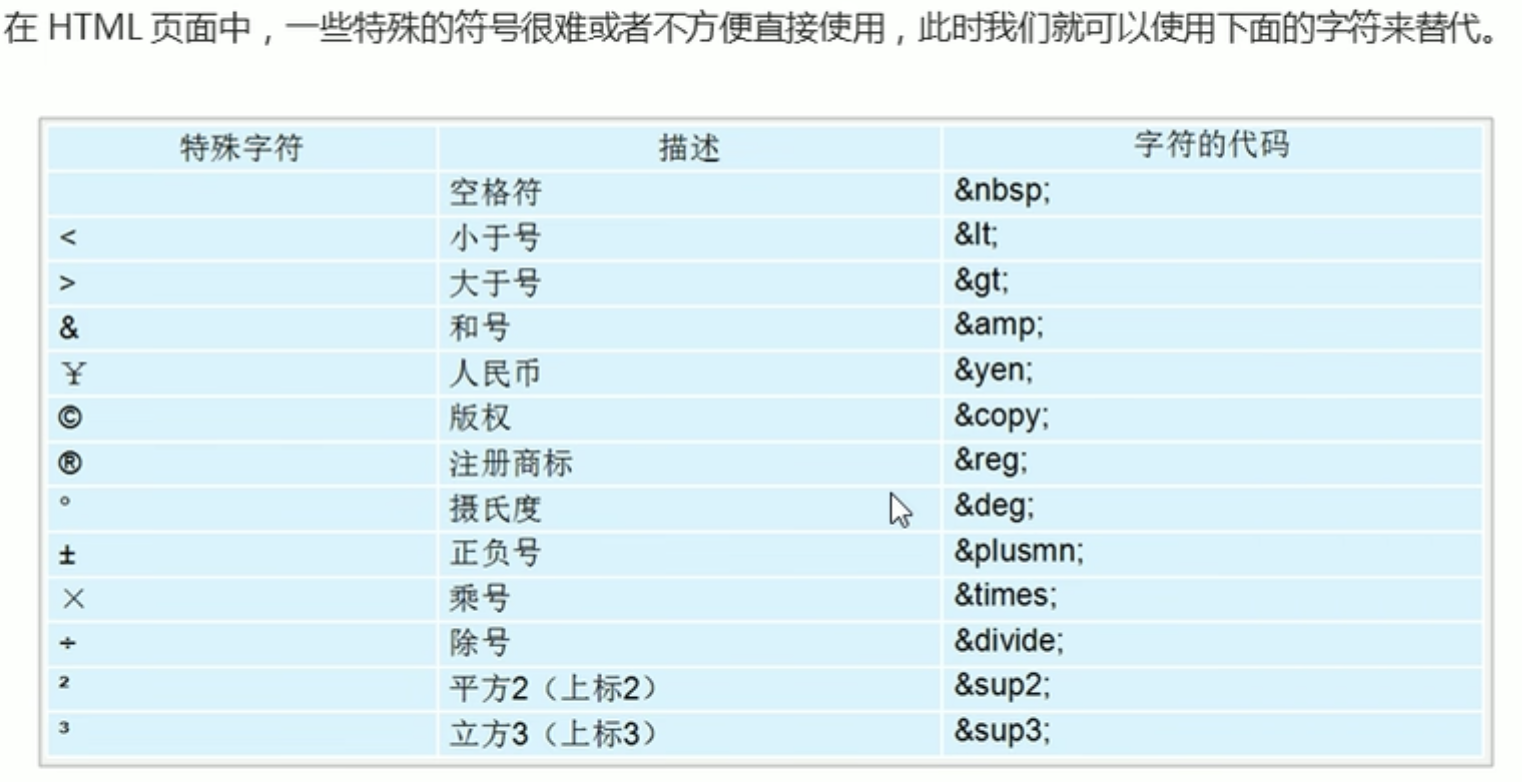 在 HTML 页面中，一些特殊的符号很难或者不方便直接使用，此时我们就可以使用下面的字符来替代。
特殊字符 描述 字符的代码
空格符 &nbsp;
< 小于号 &lt;
> 大于号 &gt;
& 和号 &amp;
￥ 人民币 &yen;
© 版权 &copy;
® 注册商标 &reg;
° 摄氏度 &deg;
± 正负号 &plusmn;
× 乘号 &times;
÷ 除号 &divide;
² 平方2（上标2） &sup2;
³ 立方3（上标3） &sup3;